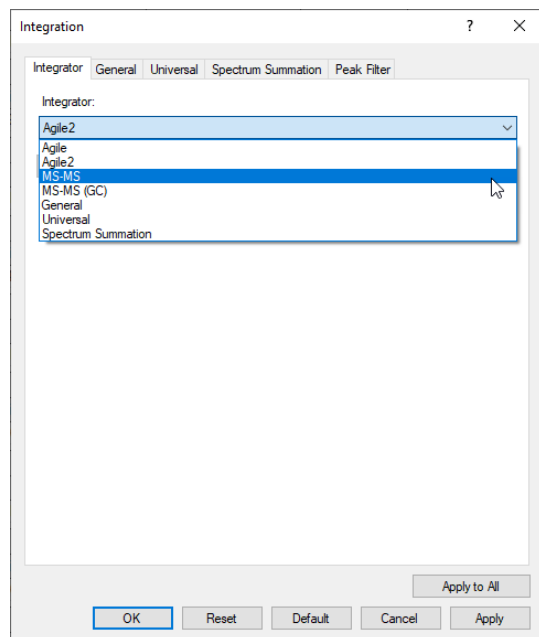 Integration
Integrator General Universal Spectrum Summation Peak Filter
Integrator:
Agile2
Agile
Agile2
MS-MS
MS-MS (GC)
General
Universal
Spectrum Summation
Apply to All
OK Reset Default Cancel Apply